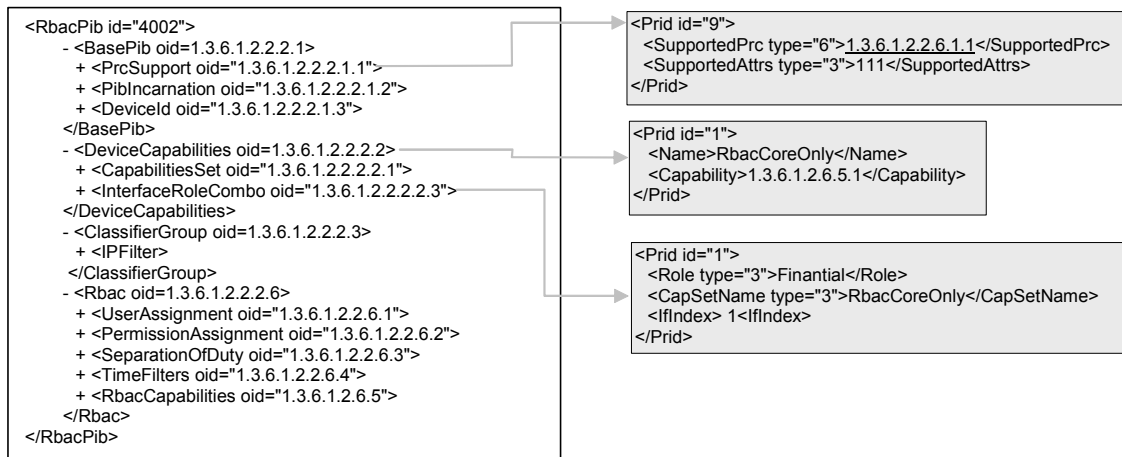 <RbacPib id="4002">
- <BasePib oid=1.3.6.1.2.2.2.1>
+ <PrcSupport oid="1.3.6.1.2.2.2.1.1">
+ <PibIncarnation oid="1.3.6.1.2.2.2.1.2">
+ <DeviceId oid="1.3.6.1.2.2.2.1.3">
</BasePib>
- <DeviceCapabilities oid=1.3.6.1.2.2.2.2>
+ <CapabilitiesSet oid="1.3.6.1.2.2.2.2.1">
+ <InterfaceRoleCombo oid="1.3.6.1.2.2.2.2.3">
</DeviceCapabilities>
- <ClassifierGroup oid=1.3.6.1.2.2.2.3>
+ <IPFilter>
</ClassifierGroup>
- <Rbac oid=1.3.6.1.2.2.2.6>
+ <UserAssignment oid="1.3.6.1.2.2.6.1">
+ <PermissionAssignment oid="1.3.6.1.2.2.6.2">
+ <SeparationOfDuty oid="1.3.6.1.2.2.6.3">
+ <TimeFilters oid="1.3.6.1.2.2.6.4">
+ <RbacCapabilities oid="1.3.6.1.2.6.5">
</Rbac>
</RbacPib>
<Prid id="9">
<SupportedPrc type="6">1.3.6.1.2.2.6.1.1</SupportedPrc>
<SupportedAttrs type="3">111</SupportedAttrs>
</Prid>
<Prid id="1">
<Name>RbacCoreOnly</Name>
<Capability>1.3.6.1.2.6.5.1</Capability>
</Prid>
<Prid id="1">
<Role type="3">Finantial</Role>
<CapSetName type="3">RbacCoreOnly</CapSetName>
<IfIndex> 1<IfIndex>
</Prid>